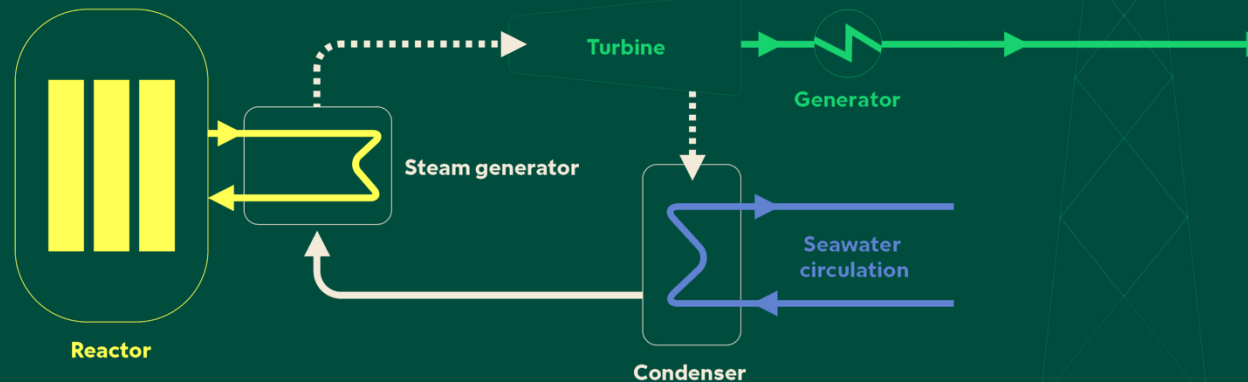 Turbine
Generator
Steam generator
Seawater
circulation
Reactor
Condenser